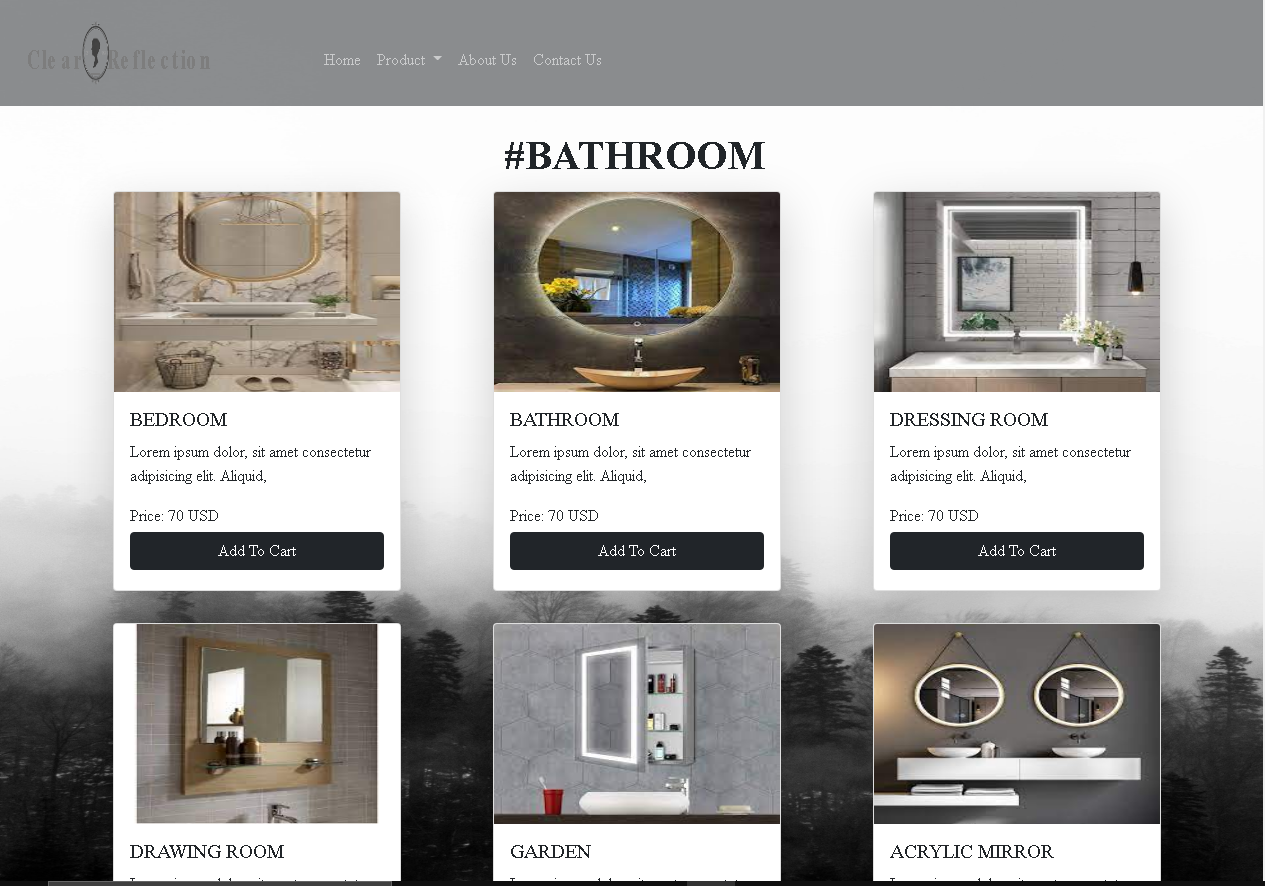 Clear Reflection
Home Product About Us Contact Us
#BATHROOM
BEDROOM
Lorem ipsum dolor, sit amet consectetur
adipisicing elit. Aliquid,
Price: 70 USD
Add To Cart
BATHROOM
Lorem ipsum dolor, sit amet consectetur
adipisicing elit. Aliquid,
Price: 70 USD
Add To Cart
DRESSING ROOM
Lorem ipsum dolor, sit amet consectetur
adipisicing elit. Aliquid,
Price: 70 USD
Add To Cart
DRAWING ROOM
GARDEN
ACRYLIC MIRROR